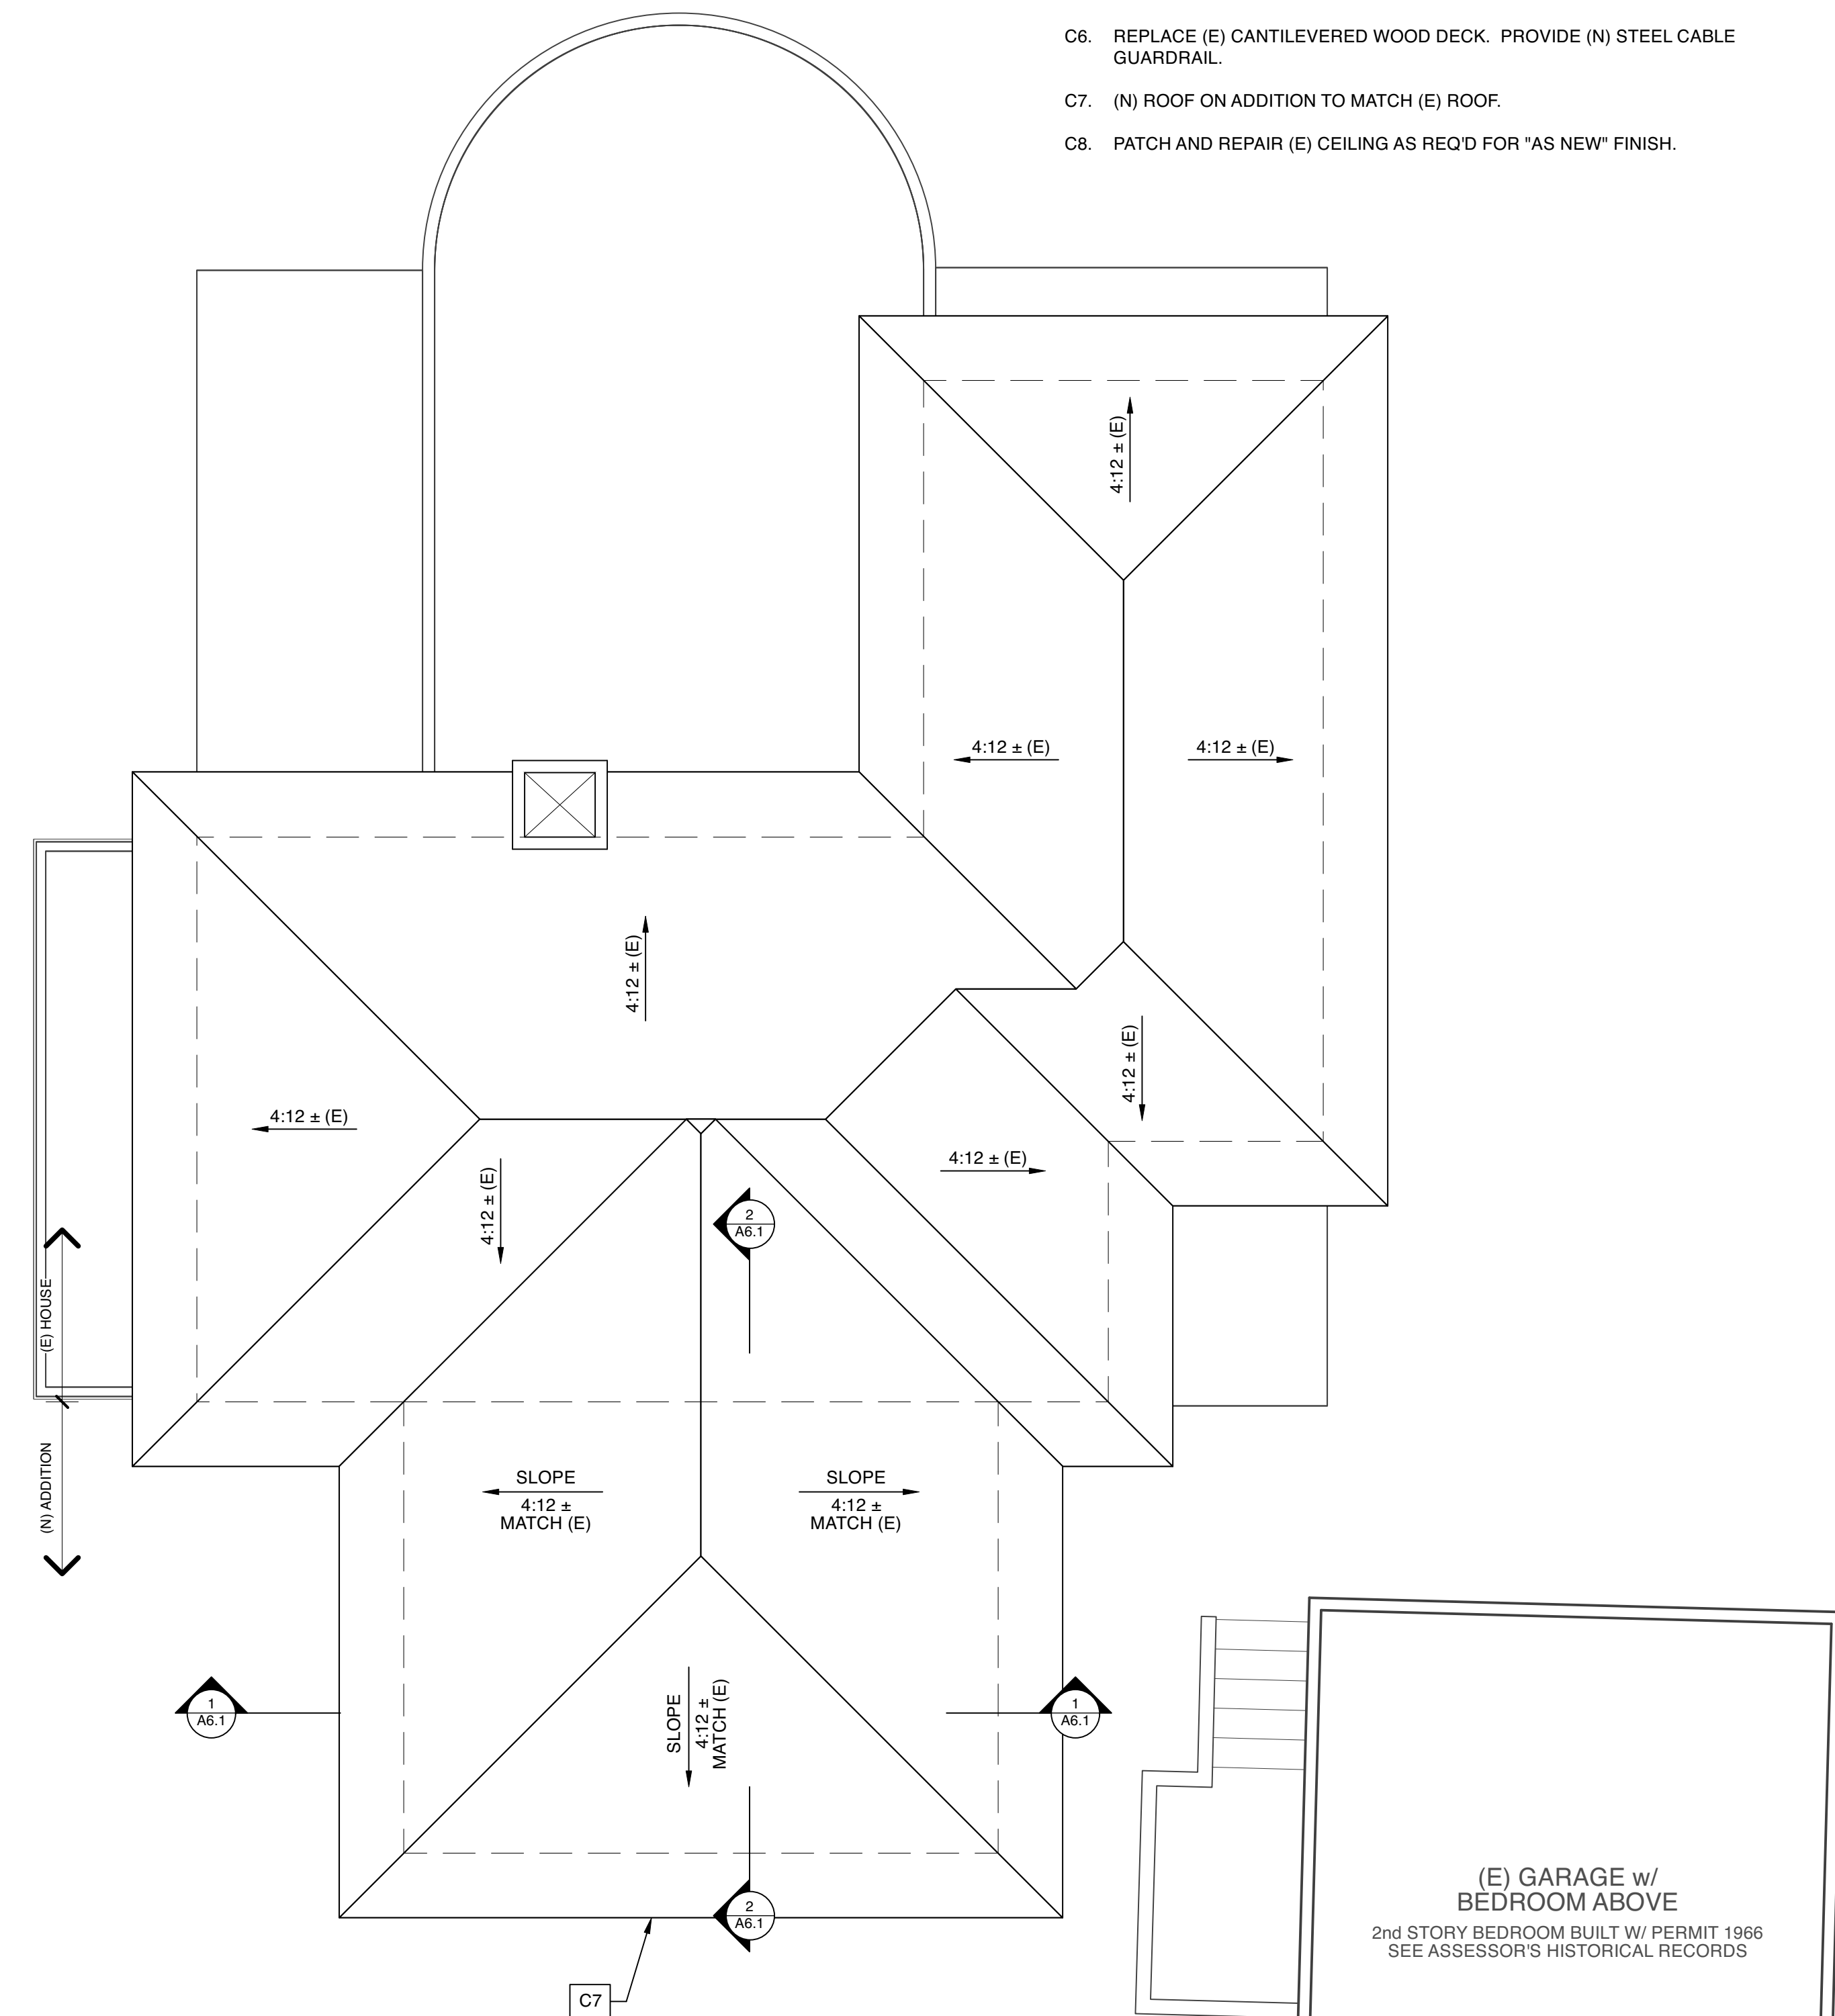 C6. REPLACE (E) CANTILEVERED WOOD DECK. PROVIDE (N) STEEL CABLE
GUARDRAIL.
C7. (N) ROOF ON ADDITION TO MATCH (E) ROOF.
C8. PATCH AND REPAIR (E) CEILING AS REQ'D FOR "AS NEW" FINISH.
4:12 ± (E)
4:12 ± (E)
4:12 ± (E)
4:12 ± (E)
4:12 ± (E)
4:12 ± (E)
4:12 ± (E)
4:12 ± (E)
2
A6.1
(E) HOUSE
(N) ADDITION
SLOPE
4:12 ±
MATCH (E)
SLOPE
4:12 ±
MATCH (E)
SLOPE
4:12 ±
MATCH (E)
1
A6.1
1
A6.1
2
A6.1
C7
(E) GARAGE w/
BEDROOM ABOVE
2nd STORY BEDROOM BUILT W/ PERMIT 1966
SEE ASSESSOR'S HISTORICAL RECORDS